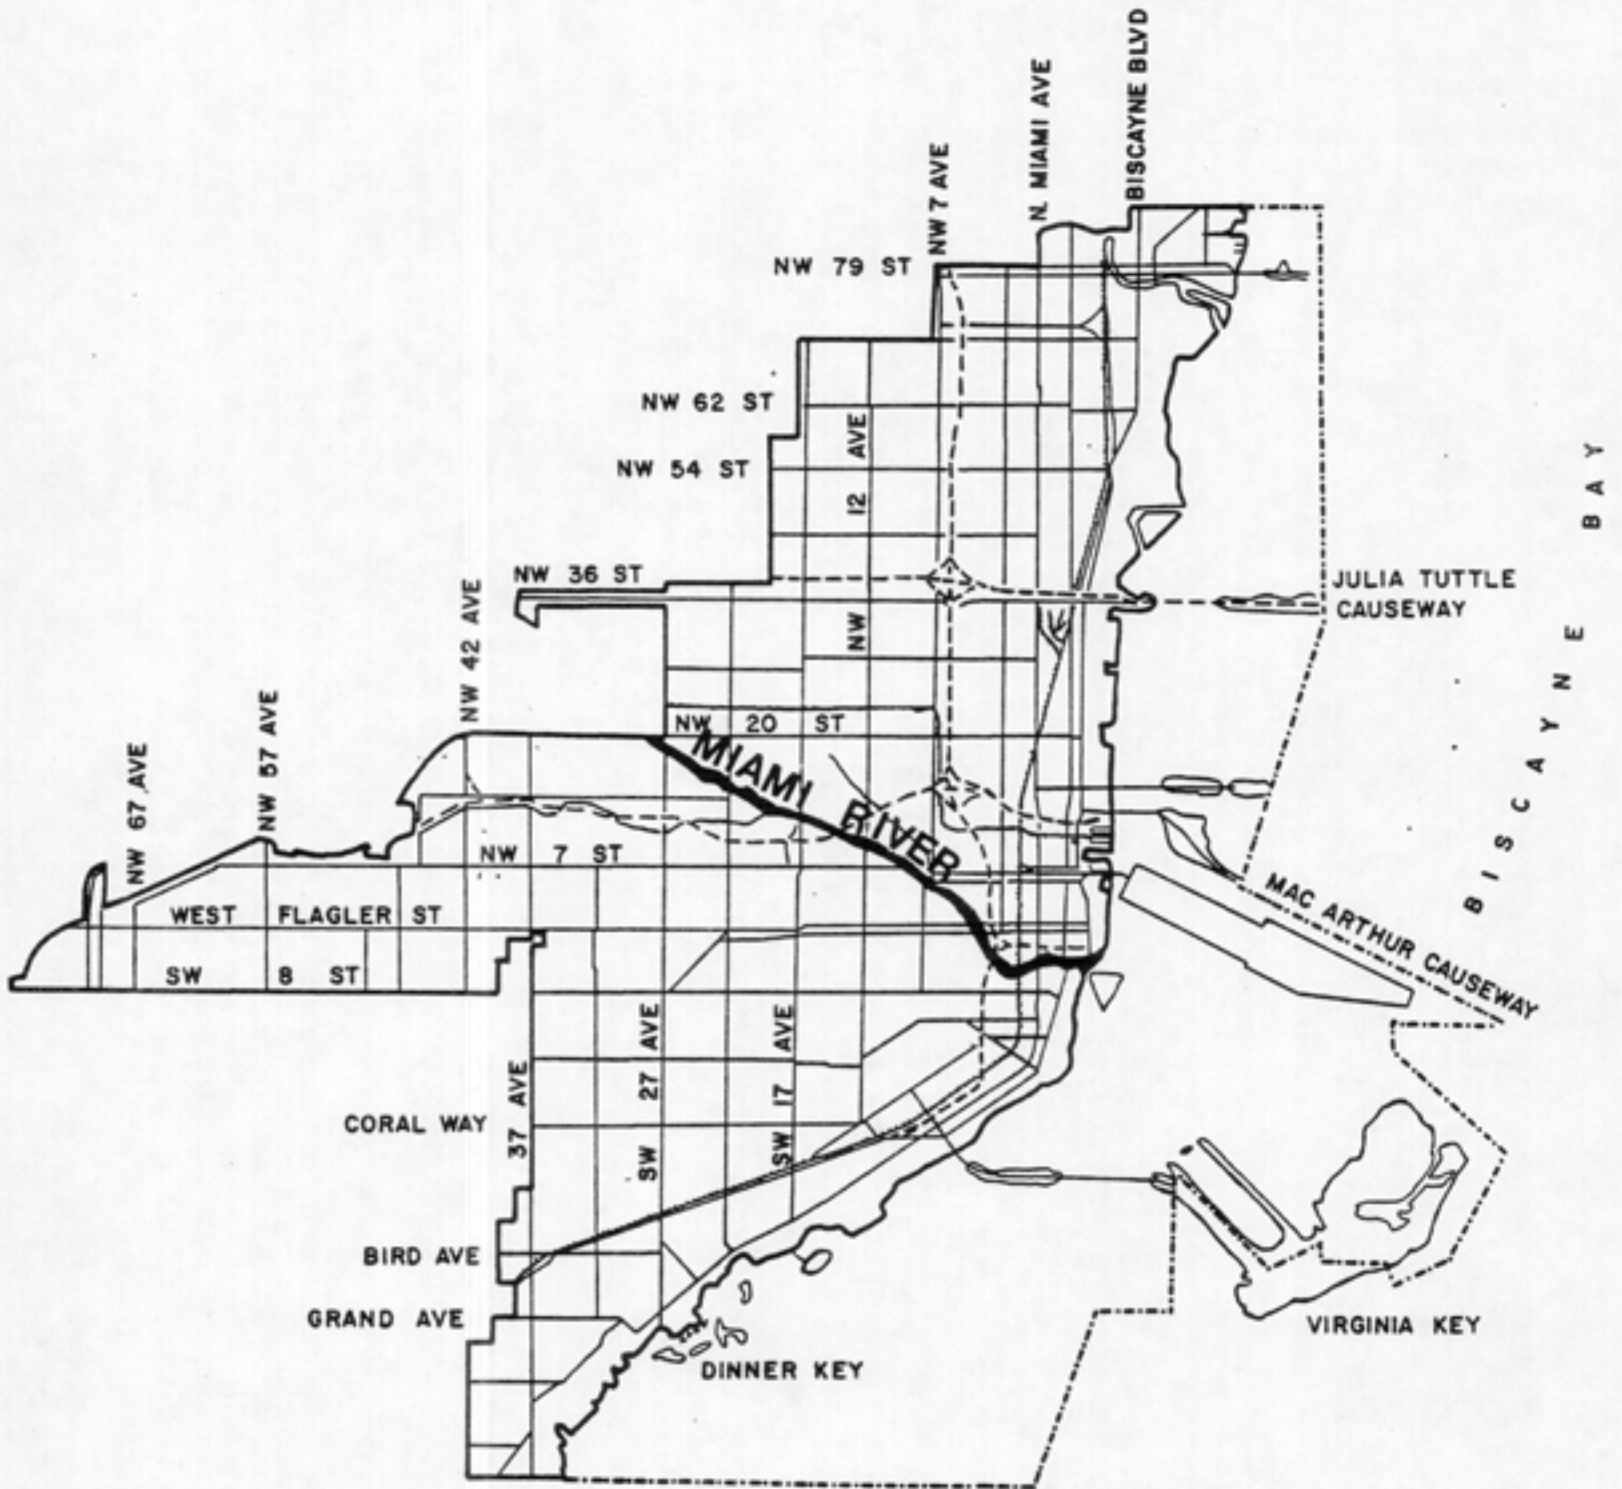 BISCAYNE BLVD
N. MIAMI AVE
NW 7 AVE
NW 79 ST
NW 62 ST
NW 12 AVE
NW 54 ST
NW 36 ST
JULIA TUTTLE
CAUSEWAY
BISCAYNE BAY
NW 42 AVE
NW 57 AVE
NW 67 AVE
NW 20 ST
MIAMI RIVER
NW 7 ST
WEST FLAGLER ST
SW 8 ST
MAC ARTHUR CAUSEWAY
37 AVE
SW 27 AVE
SW 17 AVE
CORAL WAY
BIRD AVE
GRAND AVE
DINNER KEY
VIRGINIA KEY